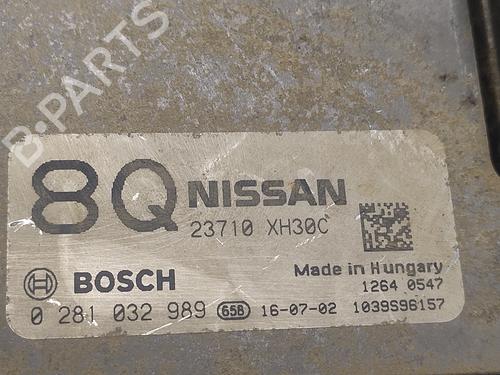 B-PARTS
8Q NISSAN
23710 XH30C
Made in Hungary
BOSCH
1264 0547
0 281 032 989 65B 16-07-02 1039S96157